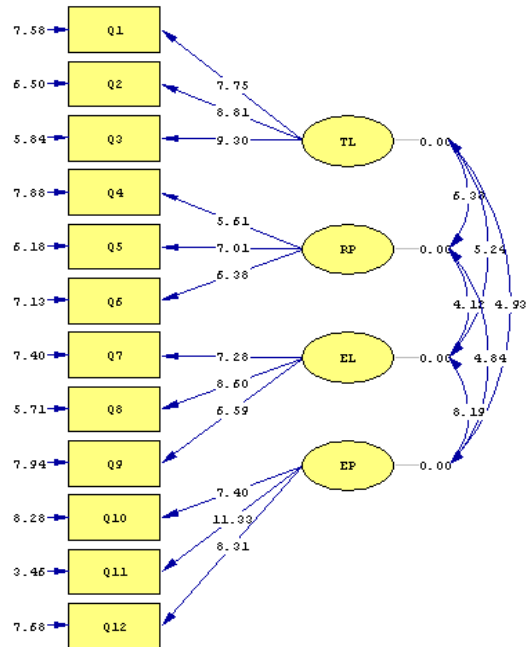 7.58 Q1
7.75
6.50 Q2
8.81
5.84 Q3 9.30 TL 0.00
7.88 Q4
6.38
5.61
6.18 Q5 7.01 RP 0.00 5.24
6.38
7.13 Q6 4.12 4.93
7.40 Q7 7.28 EL 0.00 4.84
8.60
5.71 Q8 8.19
6.59
7.94 Q9 EP 0.00
7.40
8.28 Q10
11.33
8.31
3.46 Q11
7.68 Q12